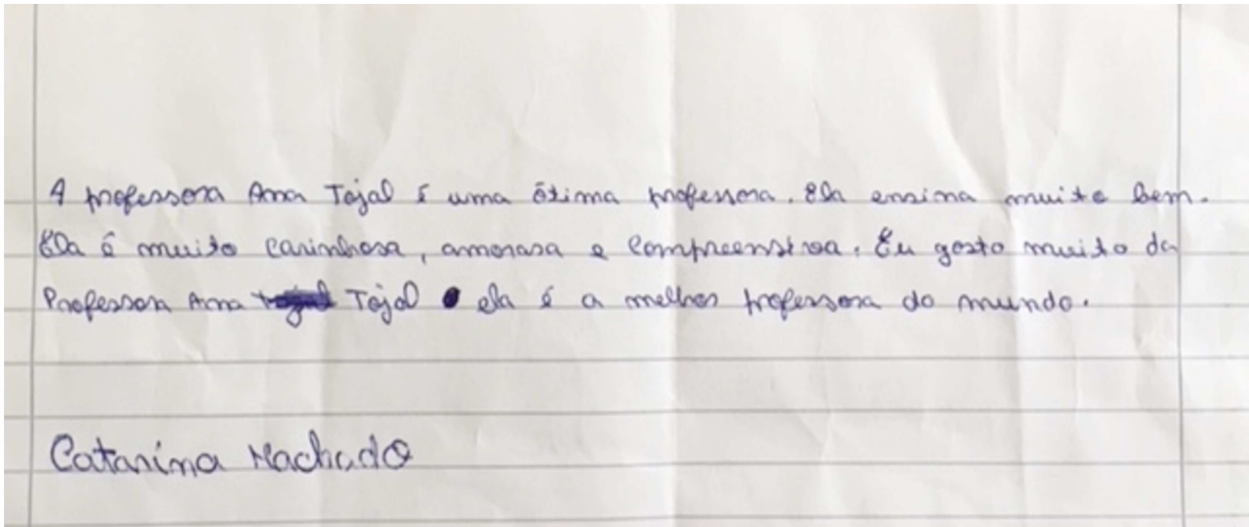 A professora Ana Tojal é uma ótima professora. Ela ensina muito bem.
Ela é muito carinhosa, amorosa e compreensiva. Eu gosto muito da
Professora Ana Tojal ela é a melhor professora do mundo.
Catarina Machado